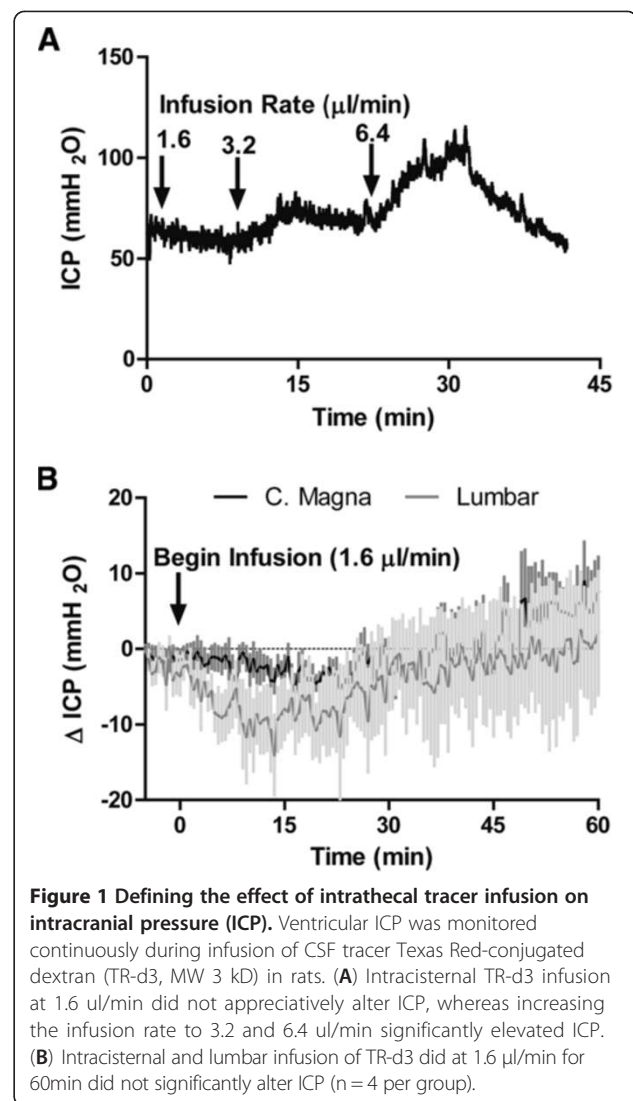 A
150
100
50
0
ICP (mmH 2O)
Infusion Rate (µl/min)
1.6
3.2
6.4
0
15
30
45
Time (min)
B
20
10
0
-10
-20
Δ ICP (mmH 2O)
C. Magna
Lumbar
Begin Infusion (1.6 µl/min)
0
15
30
45
60
Time (min)
Figure 1 Defining the effect of intrathecal tracer infusion on
intracranial pressure (ICP). Ventricular ICP was monitored
continuously during infusion of CSF tracer Texas Red-conjugated
dextran (TR-d3, MW 3 kD) in rats. (A) Intracisternal TR-d3 infusion
at 1.6 ul/min did not appreciatively alter ICP, whereas increasing
the infusion rate to 3.2 and 6.4 ul/min significantly elevated ICP.
(B) Intracisternal and lumbar infusion of TR-d3 did at 1.6 µl/min for
60min did not significantly alter ICP (n = 4 per group).